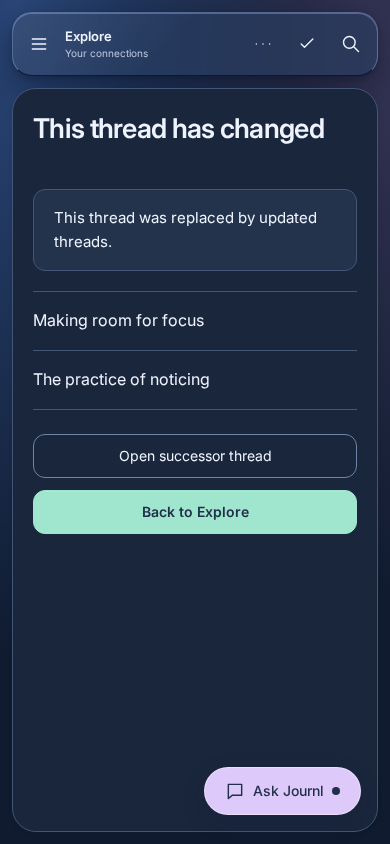 Explore
Your connections
This thread has changed
This thread was replaced by updated
threads.
Making room for focus
The practice of noticing
Open successor thread
Back to Explore
Ask Journl